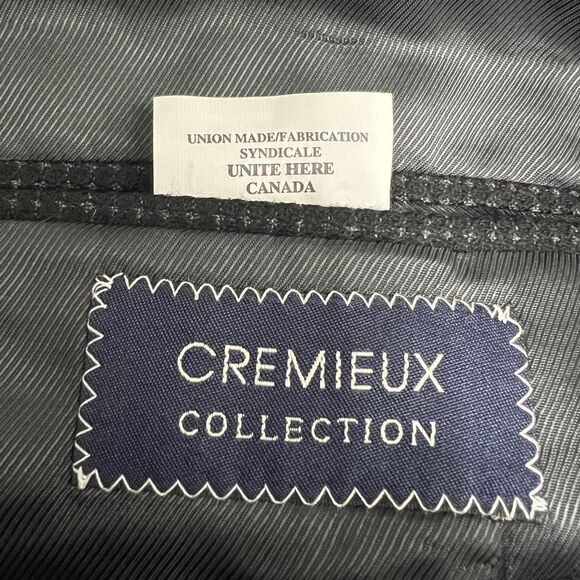 UNION MADE/FABRICATION
SYNDICALE
UNITE HERE
CANADA
CREMIEUX
COLLECTION